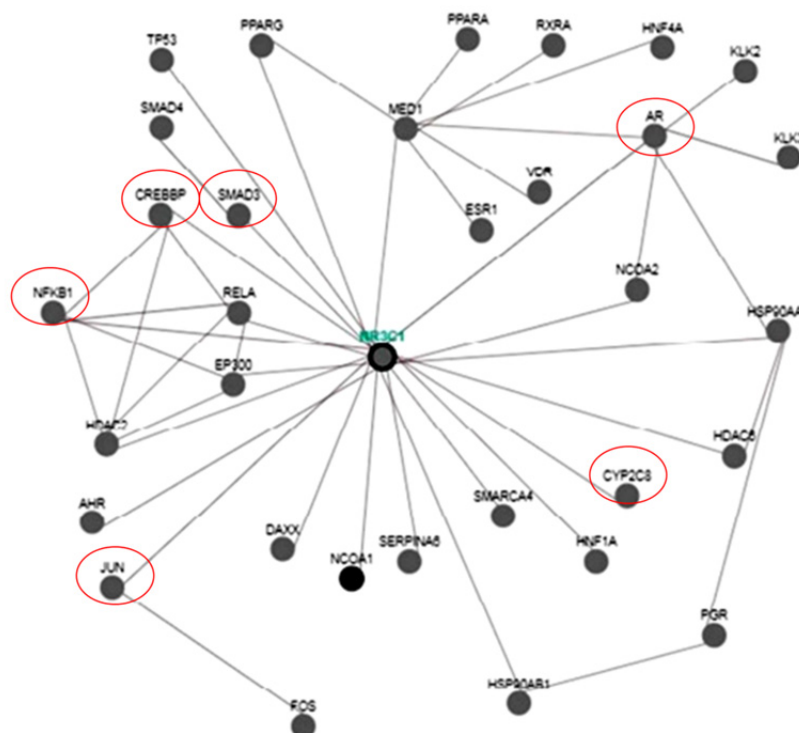 TP53
PPARG
PPARA
RXRA
HNF4A
KLK2
SMAD4
MED1
AR
CREBBP
SMAD3
VDR
ESR1
NFKB1
RELA
NCOA2
NR3C1
HSP90AA
EP300
HDAC2
HDAC6
CYP2C8
AHR
SMARCA4
DAXX
SERPINA6
HNF1A
JUN
NCOA1
PGR
HSP90AB1
FOS